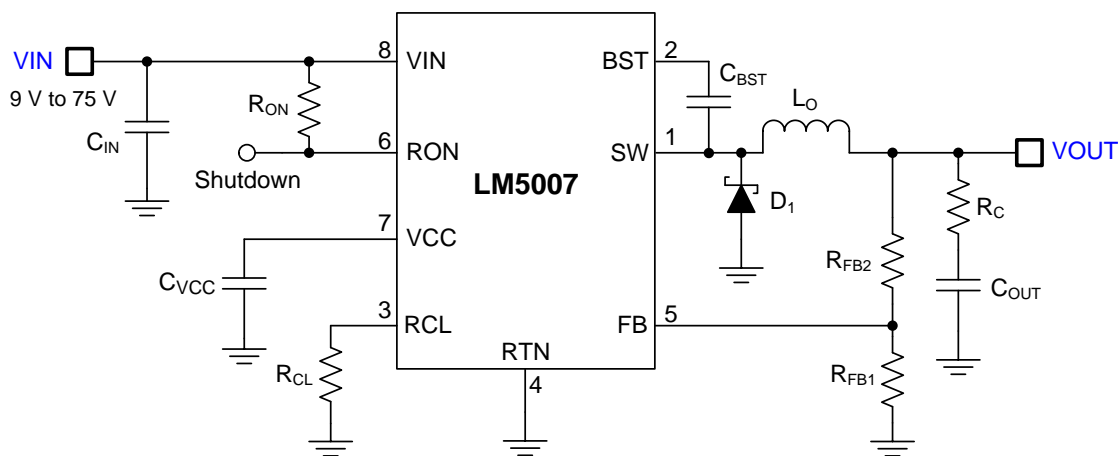 VIN
9 V to 75 V
CIN
RON
Shutdown
8
VIN
6
RON
7
VCC
CVCC
3
RCL
RCL
LM5007
RTN
4
BST
2
CBST
SW
1
LO
D1
FB
5
RFB2
RFB1
RC
COUT
VOUT